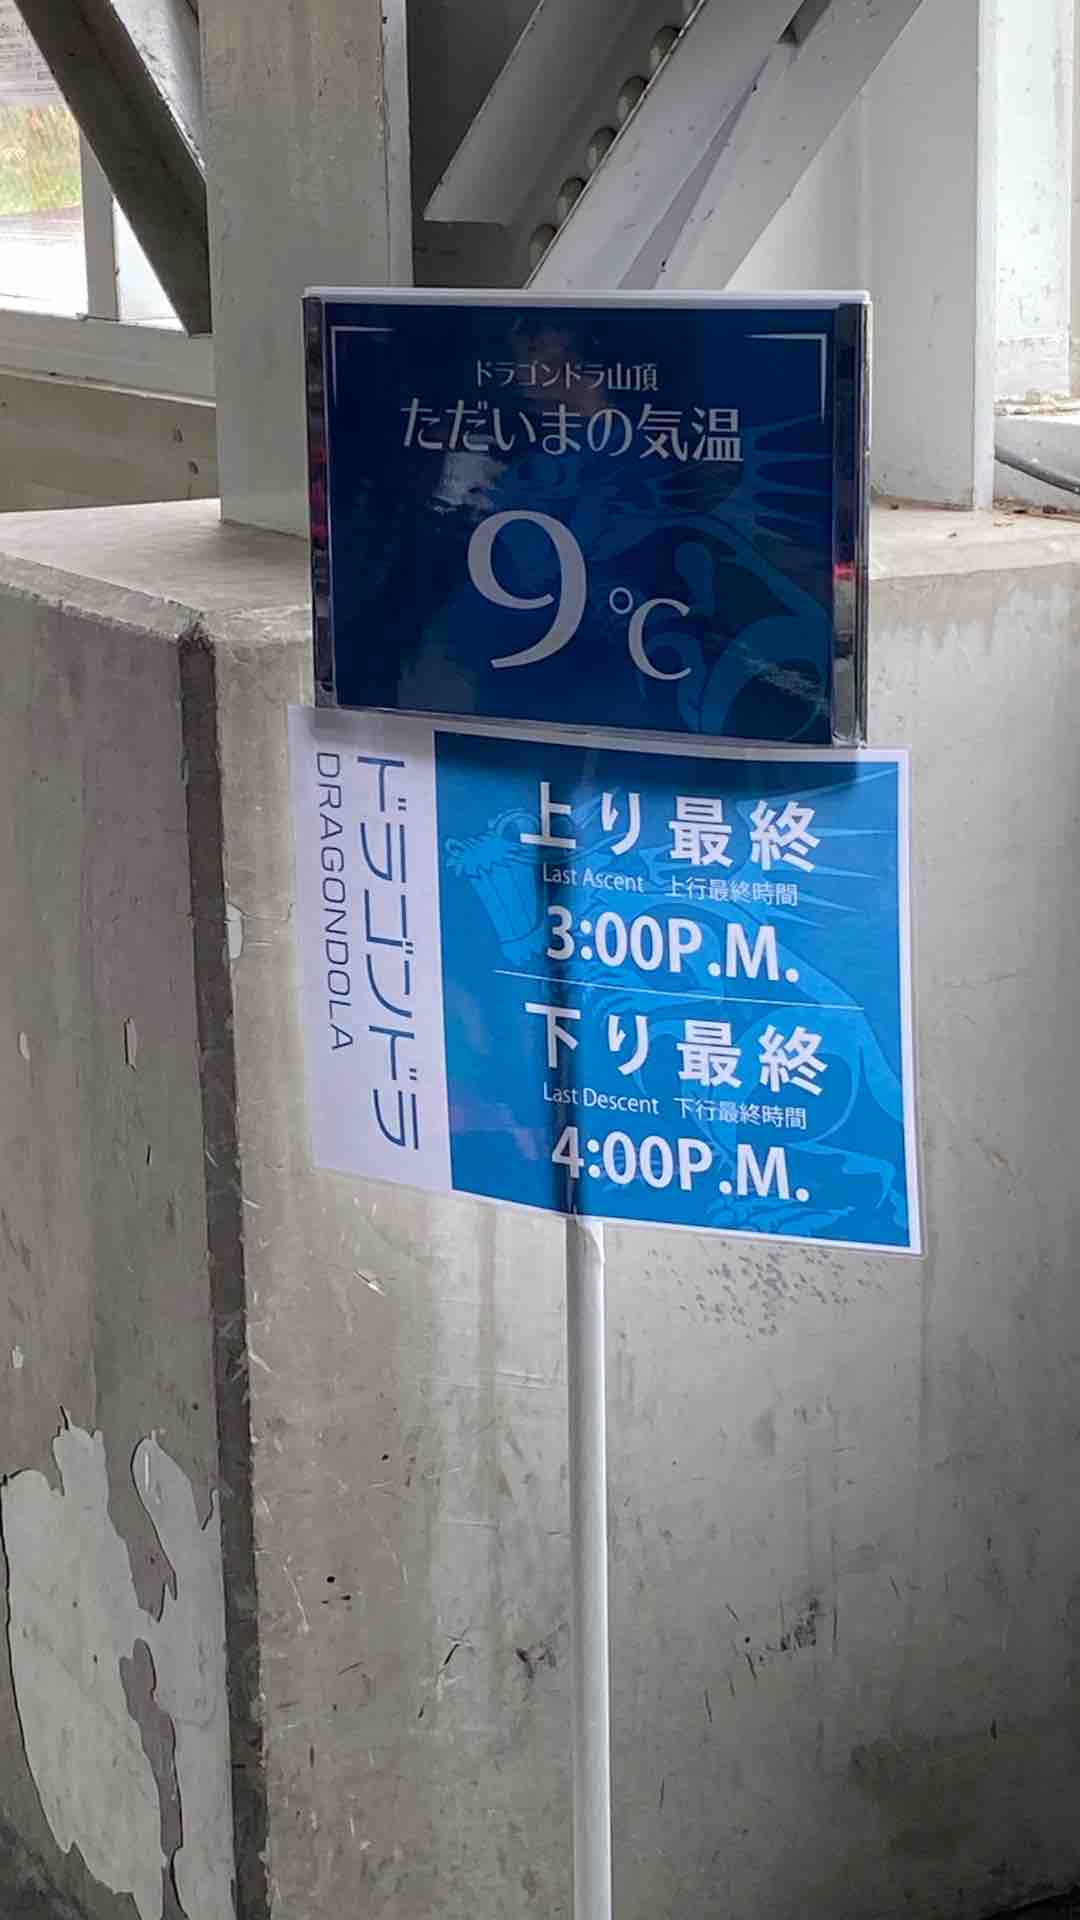 ドラゴンドラ山頂
ただいまの気温
9℃
ドラゴンドラ
DRAGONDOLA
上り最終
Last Ascent 上行最終時間
3:00P.M.
下り最終
Last Descent 下行最終時間
4:00P.M.